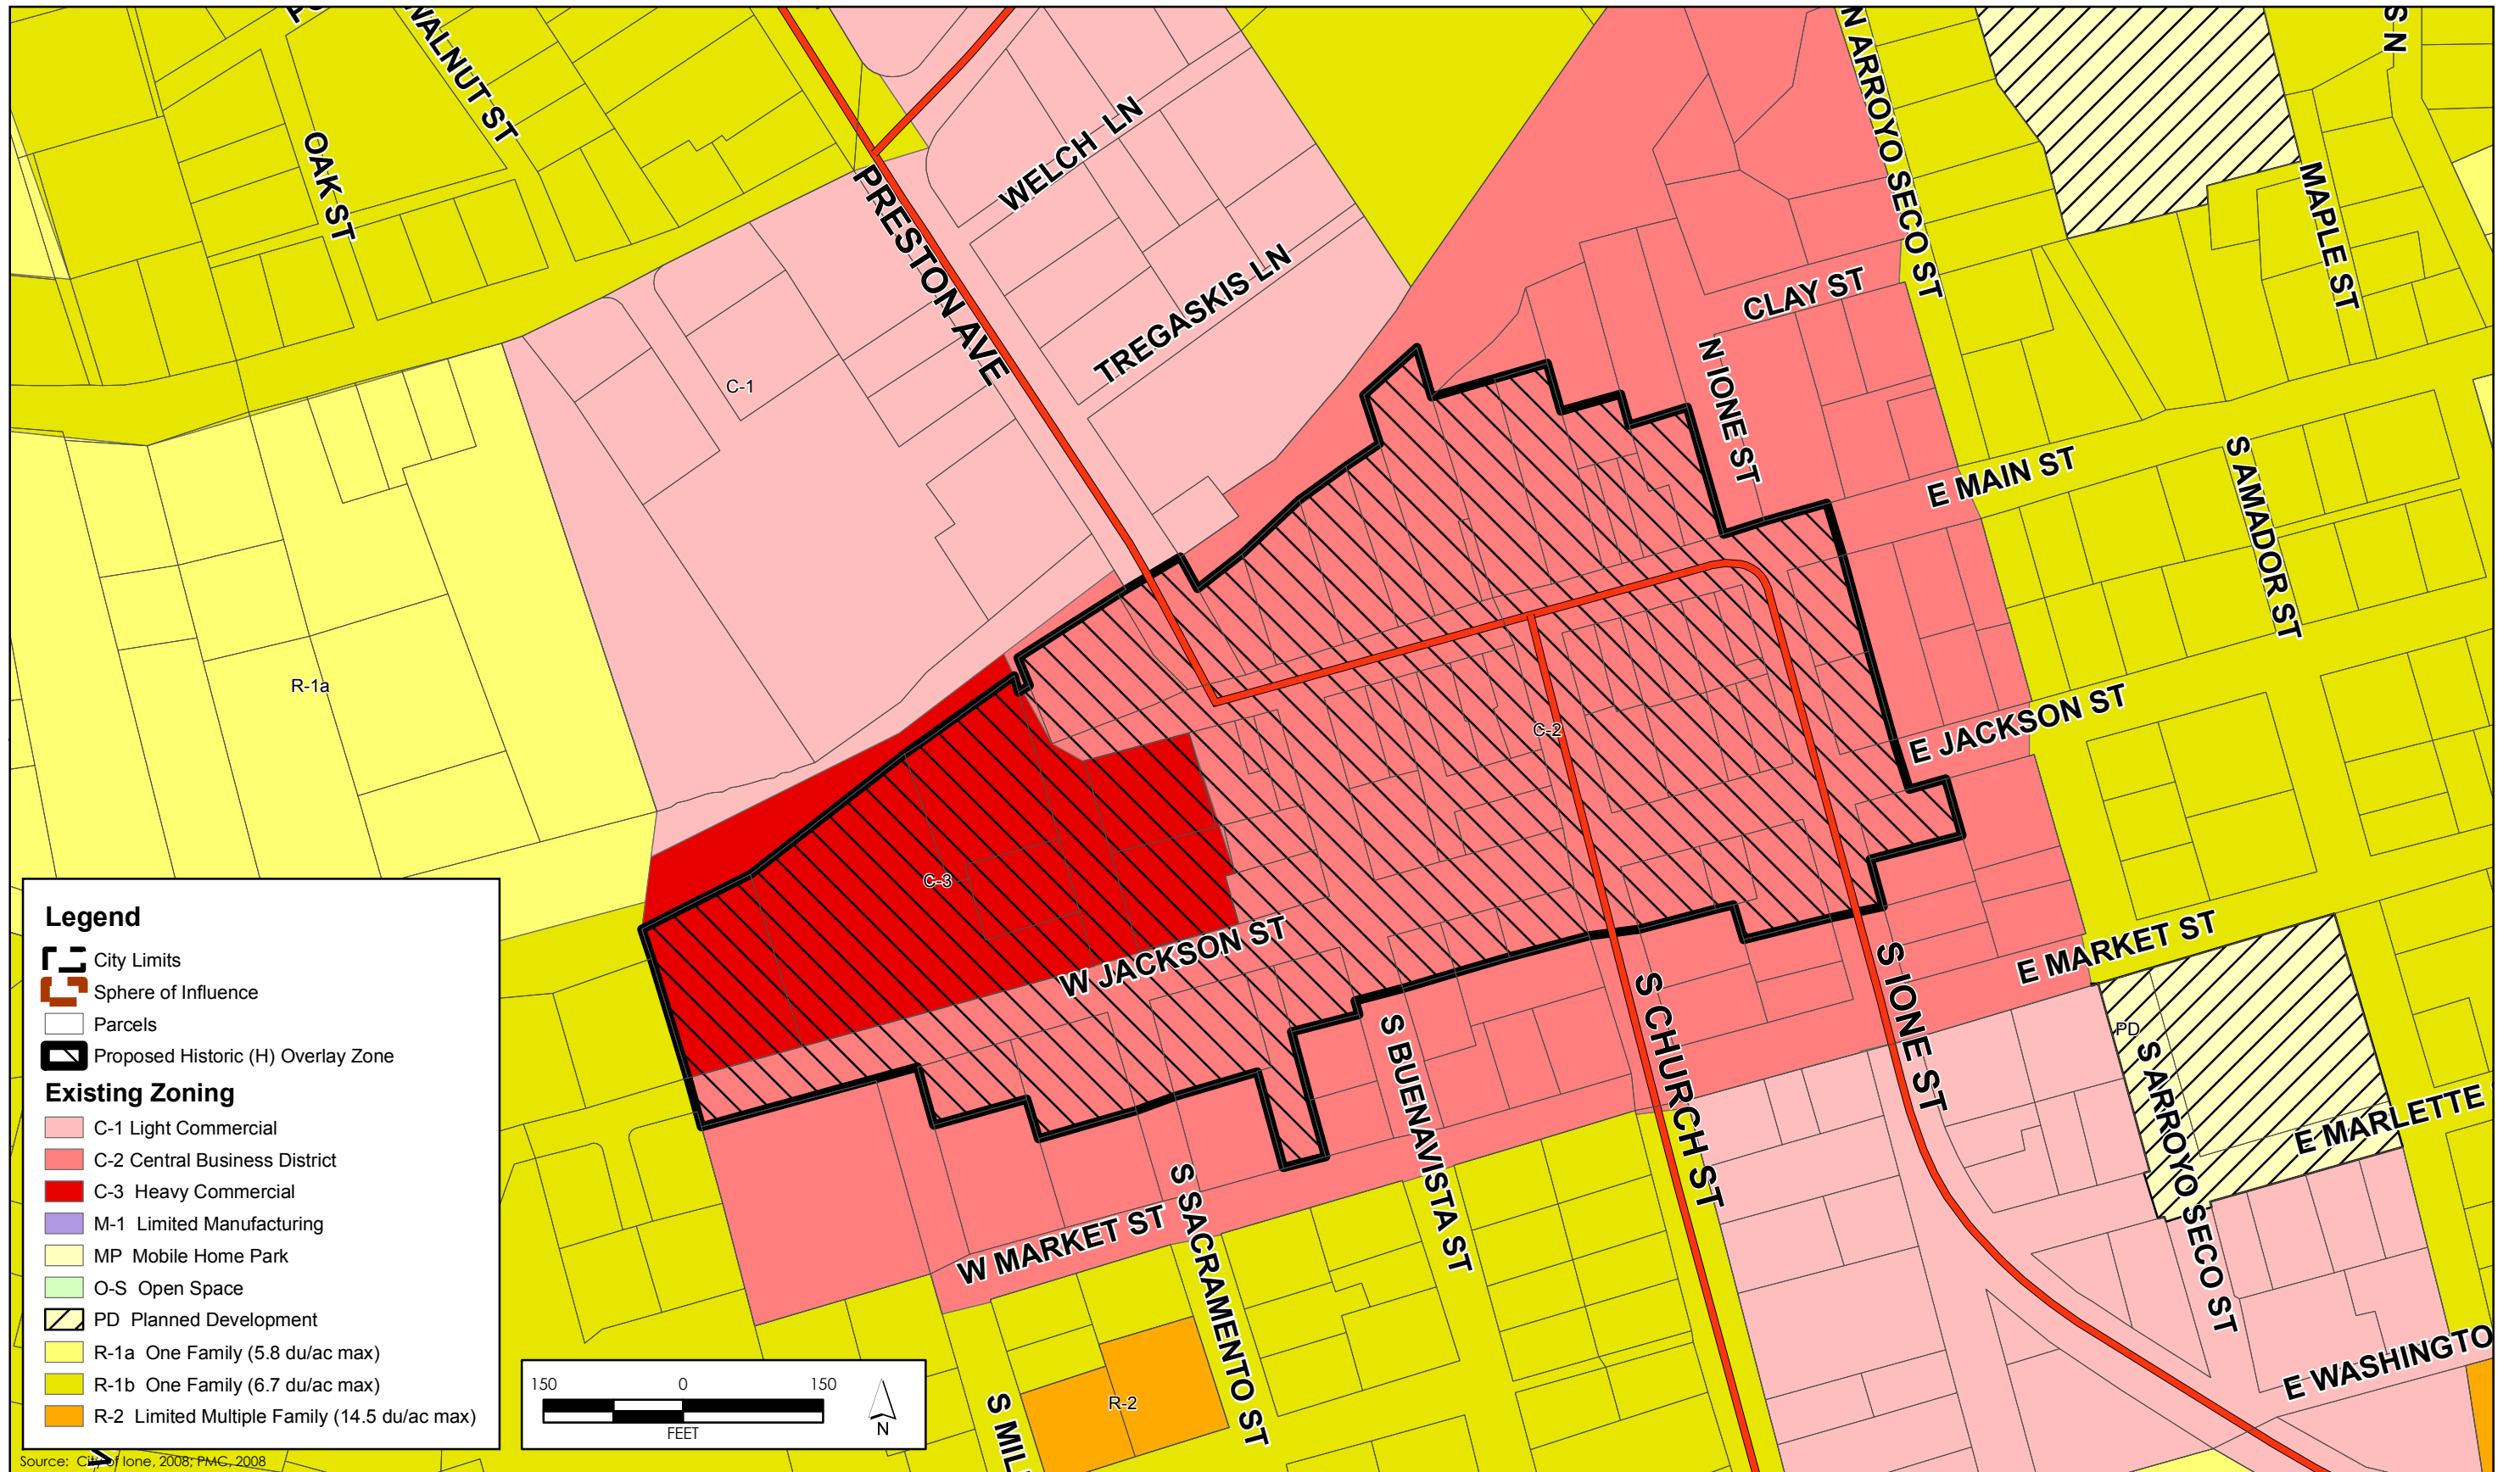 WALNUT ST
OAK ST
PRESTON AVE
WELCH LN
TREGASKIS LN
N ARROYO SECO ST
CLAY ST
N IONE ST
MAPLE ST
S N
E MAIN ST
S AMADOR ST
C-1
R-1a
C-2
C-3
E JACKSON ST
W JACKSON ST
E MARKET ST
PD
S IONE ST
S CHURCH ST
S BUENAVISTA ST
S ARROYO SECO ST
E MARLETTE
W MARKET ST
S SACRAMENTO ST
R-2
S MIL
E WASHINGTO
Legend
City Limits
Sphere of Influence
Parcels
Proposed Historic (H) Overlay Zone
Existing Zoning
C-1 Light Commercial
C-2 Central Business District
C-3 Heavy Commercial
M-1 Limited Manufacturing
MP Mobile Home Park
O-S Open Space
PD Planned Development
R-1a One Family (5.8 du/ac max)
R-1b One Family (6.7 du/ac max)
R-2 Limited Multiple Family (14.5 du/ac max)
150 0 150
FEET
N
Source: City of Ione, 2008; PMC, 2008